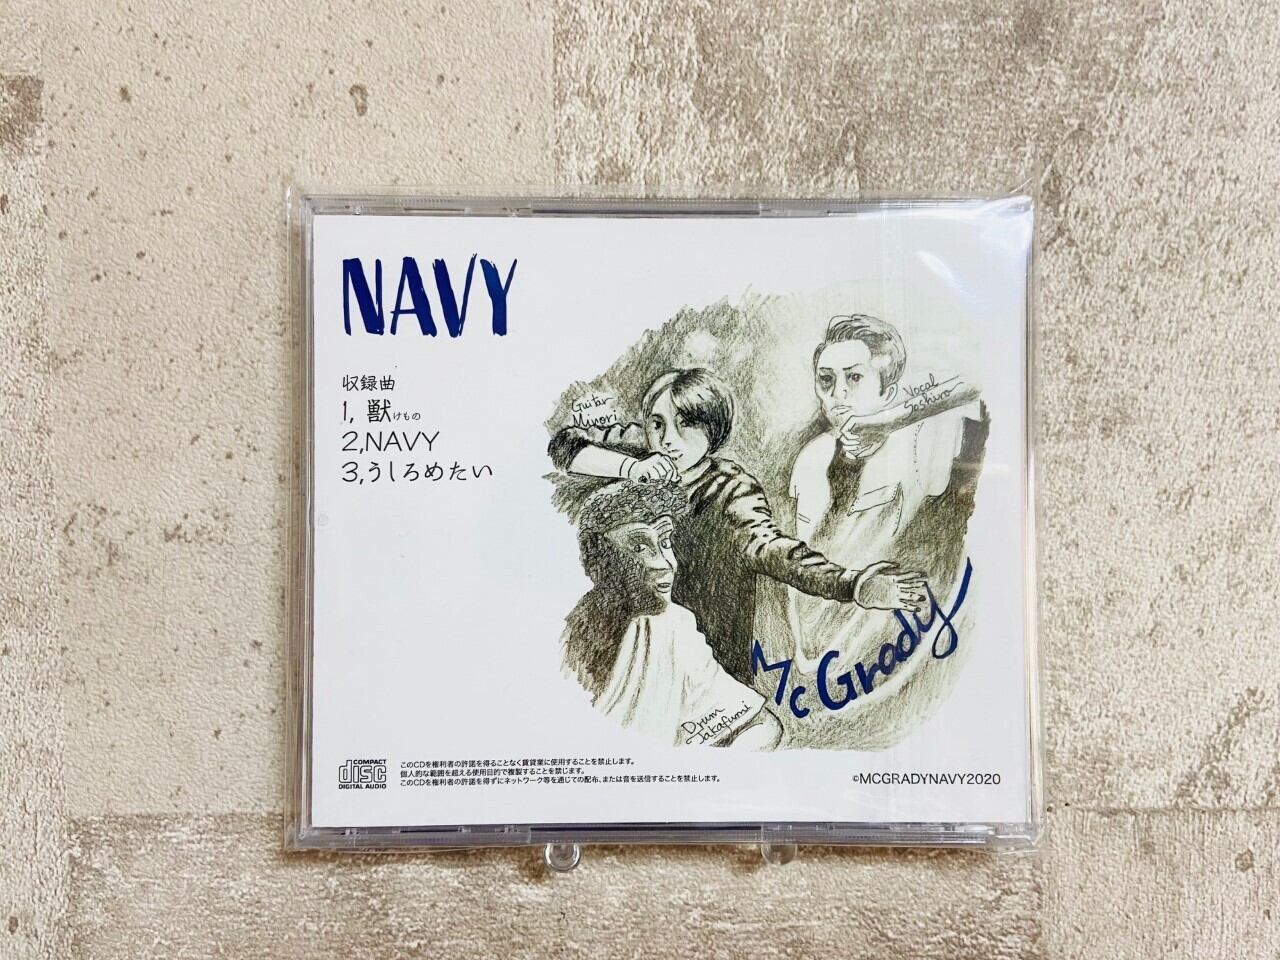 NAVY
収録曲
1, 獣けもの
2,NAVY
3,うしろめたい
Guitar
Minori
Vocal
Soshiro
McGrady
Drum
Takafumi
COMPACT
disc
DIGITAL AUDIO
このCDを権利者の許諾を得ることなく賃貸業に使用することを禁止します。
個人的な範囲を超える使用目的で複製することを禁じます。
このCDを権利者の許諾を得ずにネットワーク等を通じての配布、または音を送信することを禁止します。
©MCGRADYNAVY2020